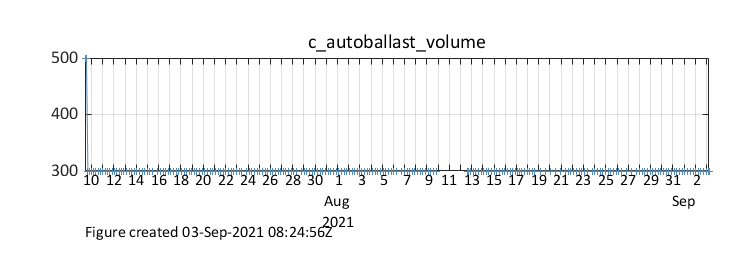 c_autoballast_volume
500
400
300
10 12 14 16 18 20 22 24 26 28 30 1 3 5 7 9 11 13 15 17 19 21 23 25 27 29 31 2
Aug Sep
2021
Figure created 03-Sep-2021 08:24:56Z